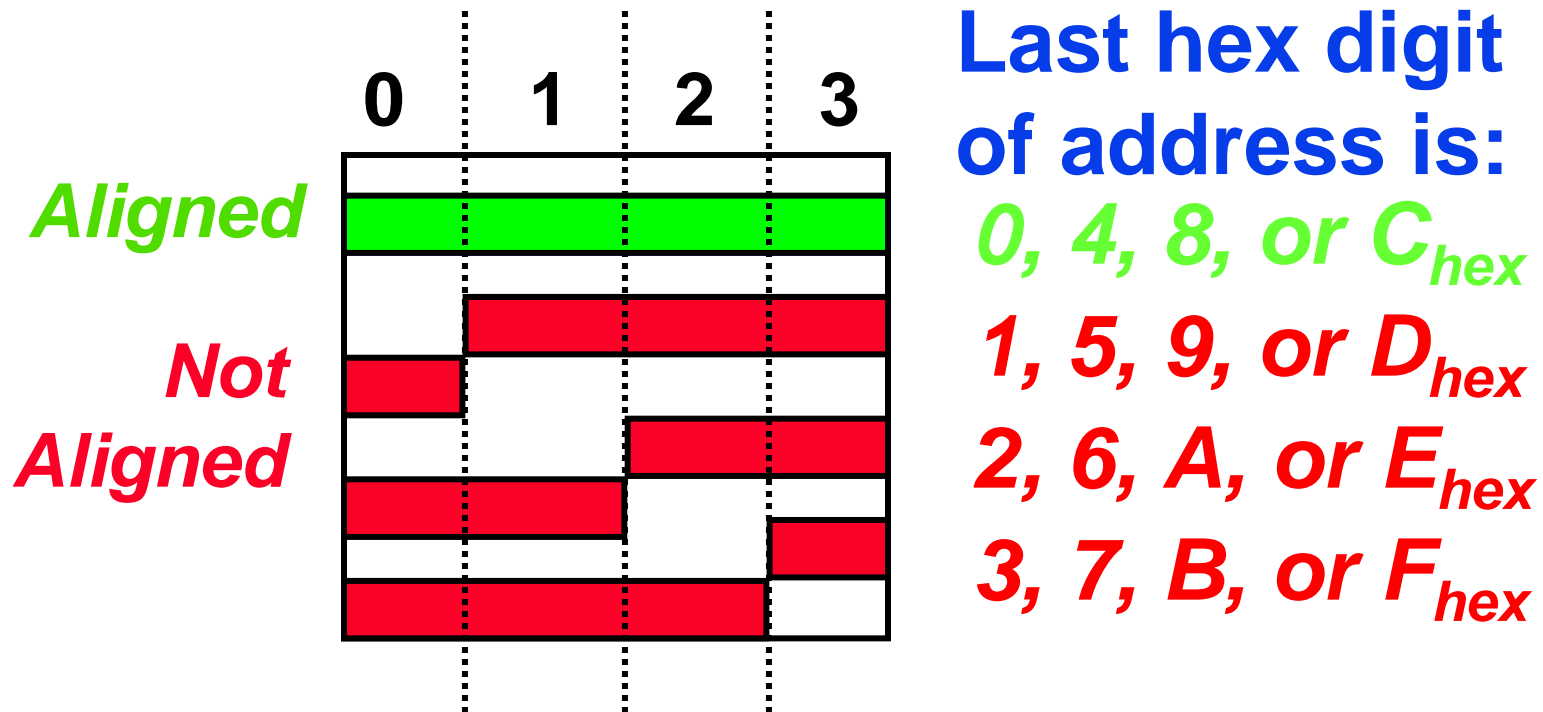 0 1 2 3
Last hex digit
of address is:
Aligned
0, 4, 8, or Chex
Not
Aligned
1, 5, 9, or Dhex
2, 6, A, or Ehex
3, 7, B, or Fhex